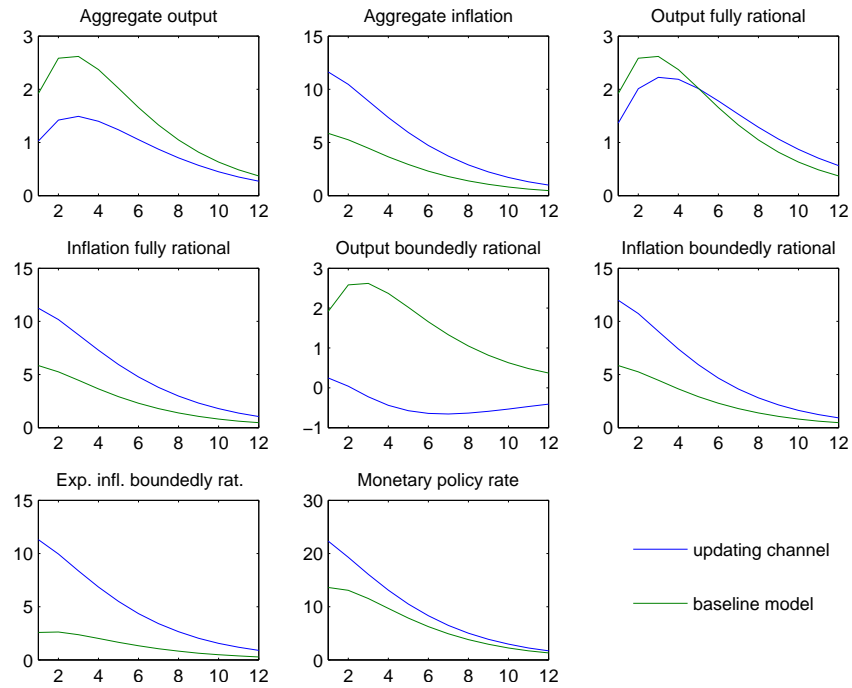 Aggregate output
Aggregate inflation
Output fully rational
3
2
1
0
2 4 6 8 10 12
15
10
5
0
2 4 6 8 10 12
3
2
1
0
2 4 6 8 10 12
Inflation fully rational
Output boundedly rational
Inflation boundedly rational
15
10
5
0
2 4 6 8 10 12
3
2
1
0
−1
2 4 6 8 10 12
15
10
5
0
2 4 6 8 10 12
Exp. infl. boundedly rat.
Monetary policy rate
15
10
5
0
2 4 6 8 10 12
30
20
10
0
2 4 6 8 10 12
updating channel
baseline model